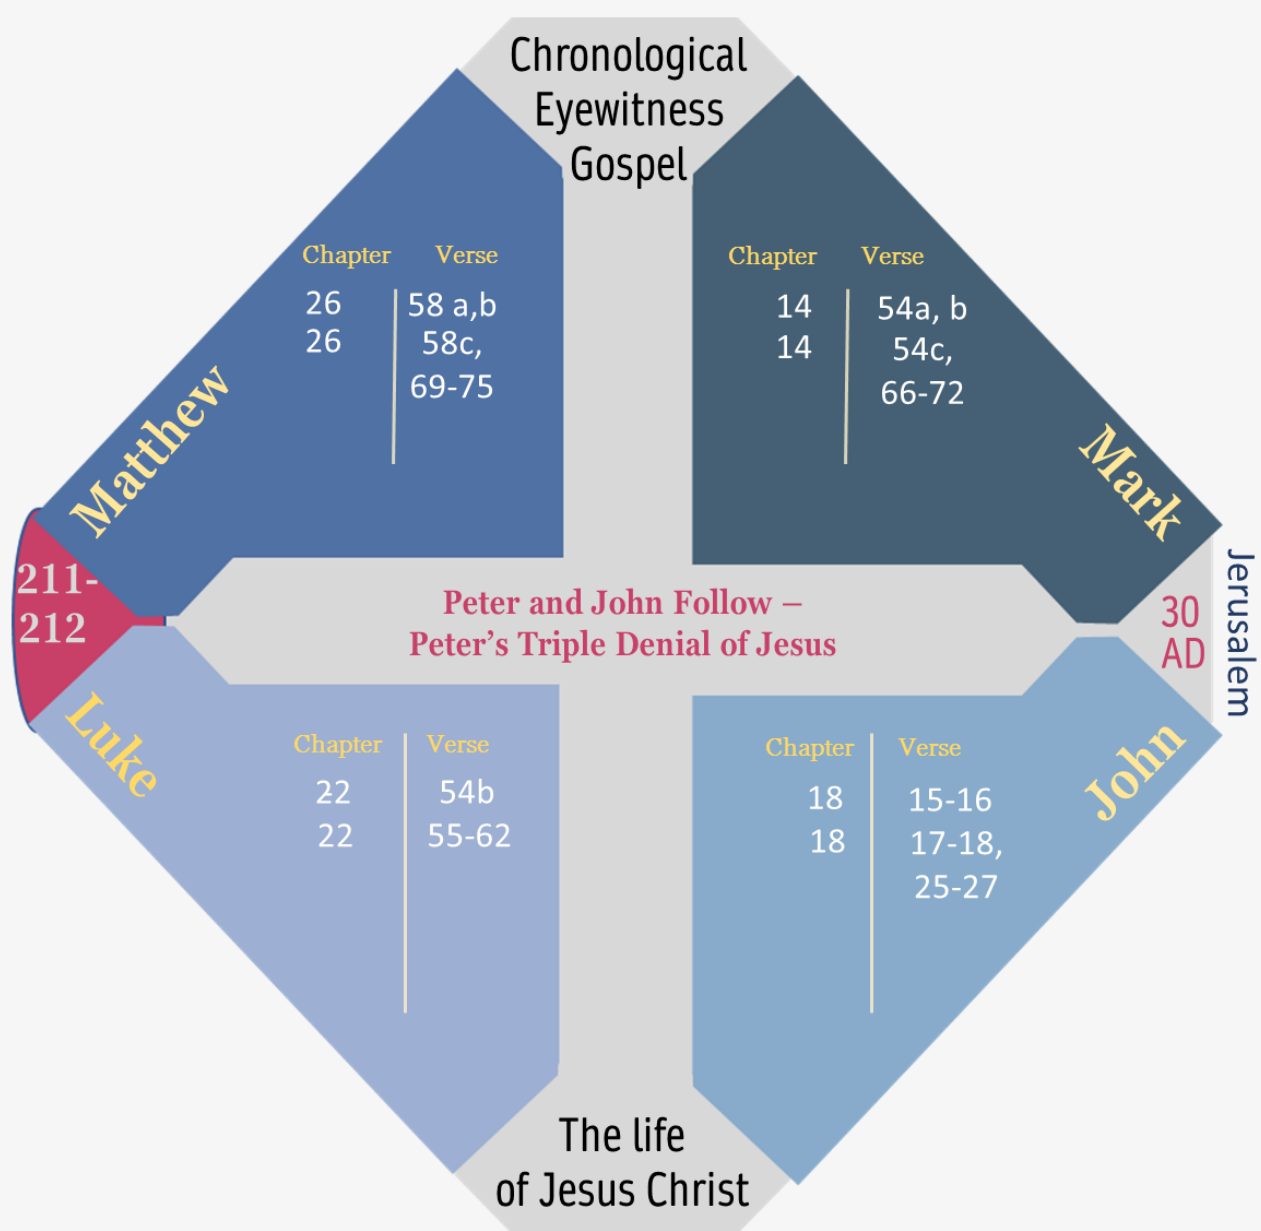 Chronological
Eyewitness
Gospel
Matthew
Chapter Verse
26 58 a,b
26 58c,
69-75
Mark
Chapter Verse
14 54a, b
14 54c,
66-72
211-
212
Peter and John Follow –
Peter’s Triple Denial of Jesus
30
AD
Jerusalem
Luke
Chapter Verse
22 54b
22 55-62
John
Chapter Verse
18 15-16
18 17-18,
25-27
The life
of Jesus Christ